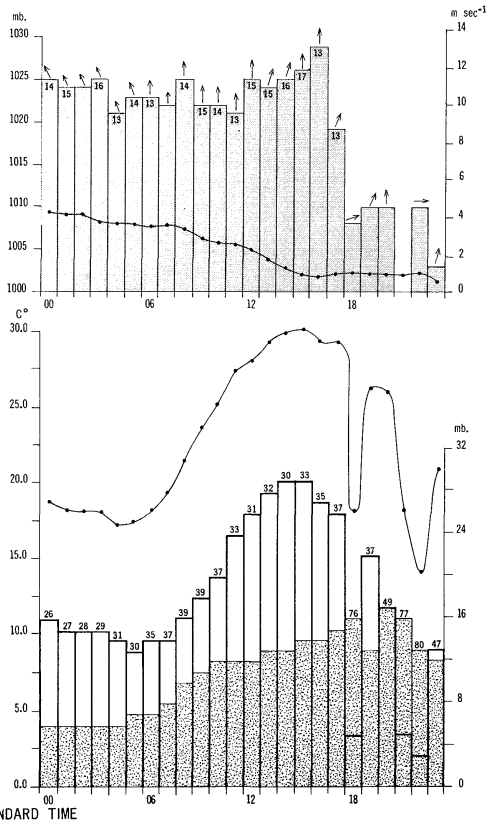 mb. m sec⁻¹
1030 14
1025 12
1020 10
1015 8
1010 6
1005 4
1000 2
0
14 15 16 13 14 13 14 15 14 13 15 15 16 17 13 13
00 06 12 18
C°
30.0
25.0
20.0
15.0
10.0
5.0
0.0
mb.
32
24
16
8
0
26 27 28 29 31 30 35 37 39 39 37 33 31 32 30 33 35 37 76 37 49 77 80 47
00 06 12 18
NDARD TIME